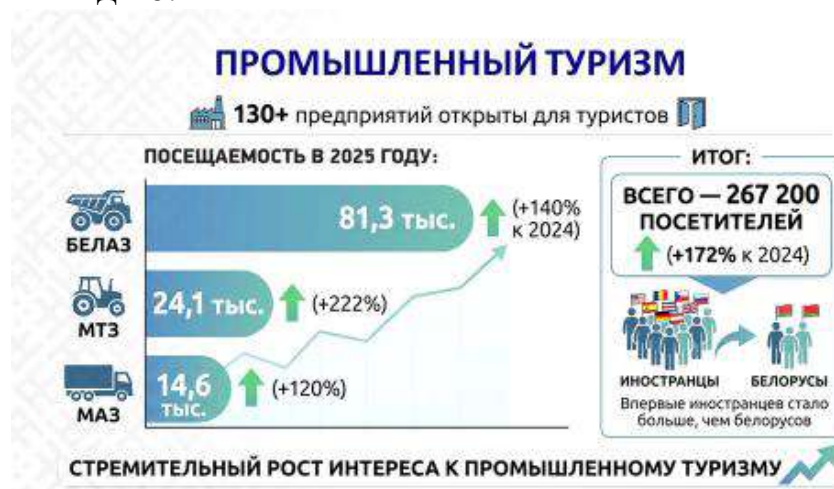 ПРОМЫШЛЕННЫЙ ТУРИЗМ
130+ предприятий открыты для туристов
ПОСЕЩАЕМОСТЬ В 2025 ГОДУ:
БЕЛАЗ
81,3 тыс.
(+140%
к 2024)
МТЗ
24,1 тыс.
(+222%)
МАЗ
14,6
тыс.
(+120%)
ИТОГ:
ВСЕГО — 267 200
ПОСЕТИТЕЛЕЙ
(+172% к 2024)
ИНОСТРАНЦЫ
БЕЛОРУСЫ
Впервые иностранцев стало
больше, чем белорусов
СТРЕМИТЕЛЬНЫЙ РОСТ ИНТЕРЕСА К ПРОМЫШЛЕННОМУ ТУРИЗМУ